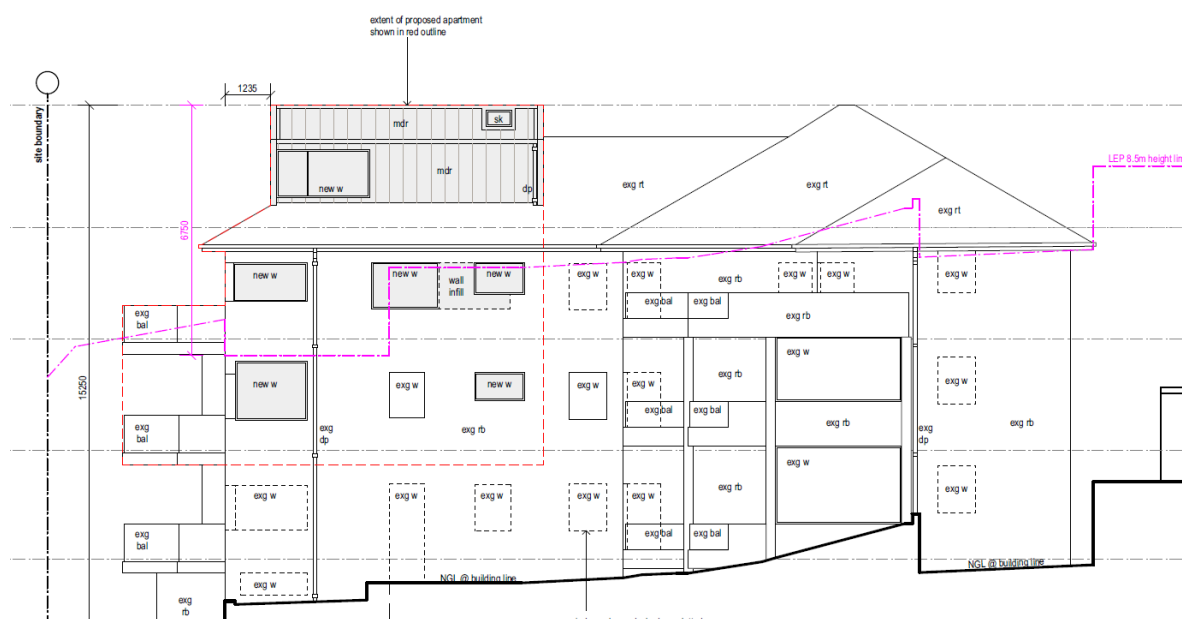 extent of proposed apartment
shown in red outline
1235
site boundary
mdr
sk
mdr
new w
dp
exg rt
exg rt
exg rt
LEP 8.5m height lin
6750
15250
new w
new w
wall
infill
new w
exg w
exg w
exg rb
exg w
exg w
exg w
exg bal
exg bal
exg rb
exg
bal
new w
exg w
new w
exg w
exg w
exg rb
exg w
exg w
exg bal
exg bal
exg rb
exg
bal
exg
dp
exg rb
exg
dp
exg rb
exg w
exg w
exg w
exg w
exg w
exg rb
exg w
exg w
exg bal
exg bal
exg
bal
exg w
NGL @ building line
NGL @ building line
exg
rb